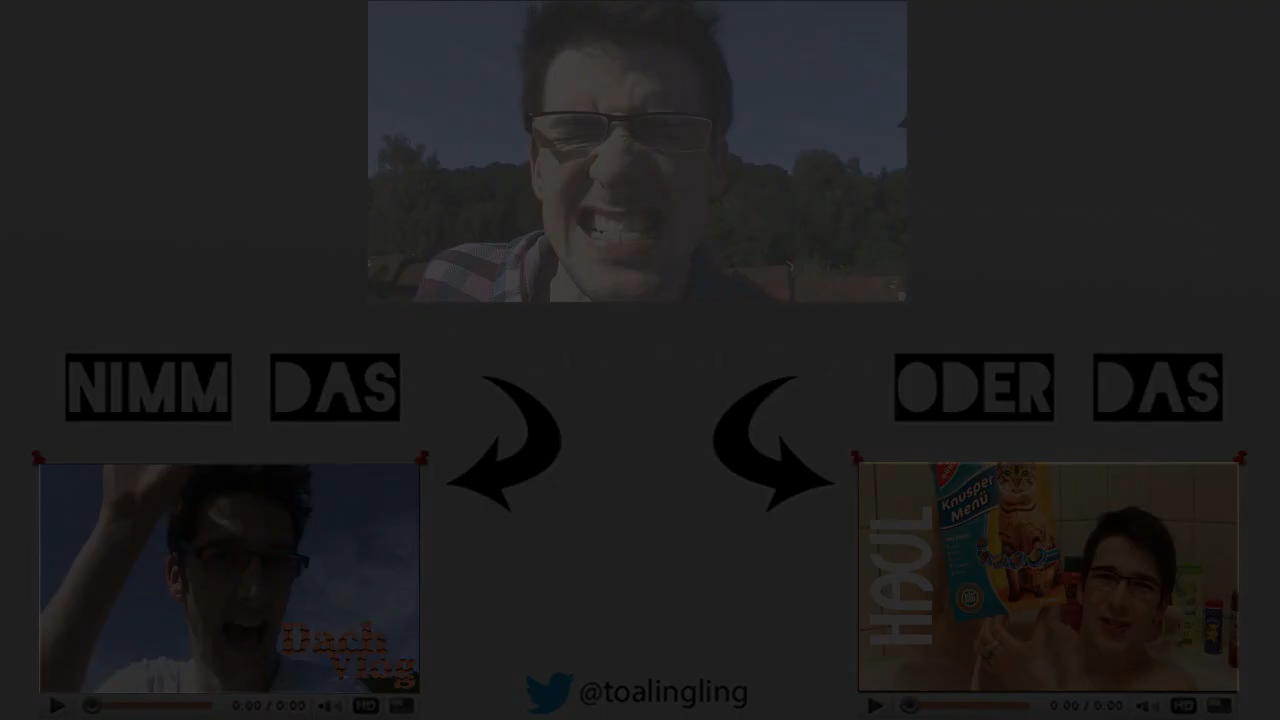 NIMM DAS
ODER DAS
Dach
Vlog
HAUL
Knusper
Menü
@toalingling
0:00 / 0:00
HD
0:00 / 0:00
HD